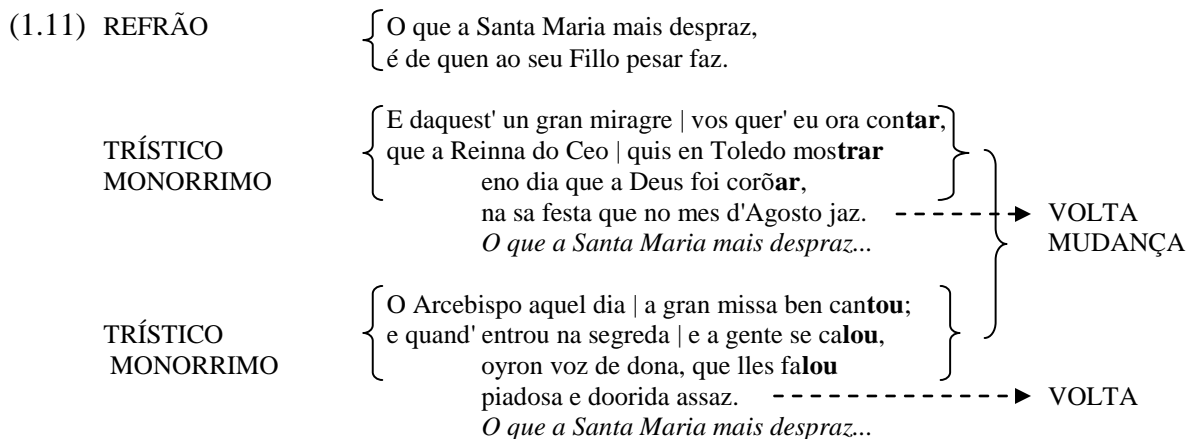 (1.11) REFRÃO O que a Santa Maria mais despraz,
é de quen ao seu Fillo pesar faz.
E daquest' un gran miragre | vos quer' eu ora contar,
TRÍSTICO que a Reinna do Ceo | quis en Toledo mostrar
MONORRIMO eno dia que a Deus foi corõar,
na sa festa que no mes d'Agosto jaz. VOLTA
O que a Santa Maria mais despraz... MUDANÇA
O Arcebispo aquel dia | a gran missa ben cantou;
TRÍSTICO e quand' entrou na segreda | e a gente se calou,
MONORRIMO oyron voz de dona, que lles falou
piadosa e doorida assaz. VOLTA
O que a Santa Maria mais despraz...